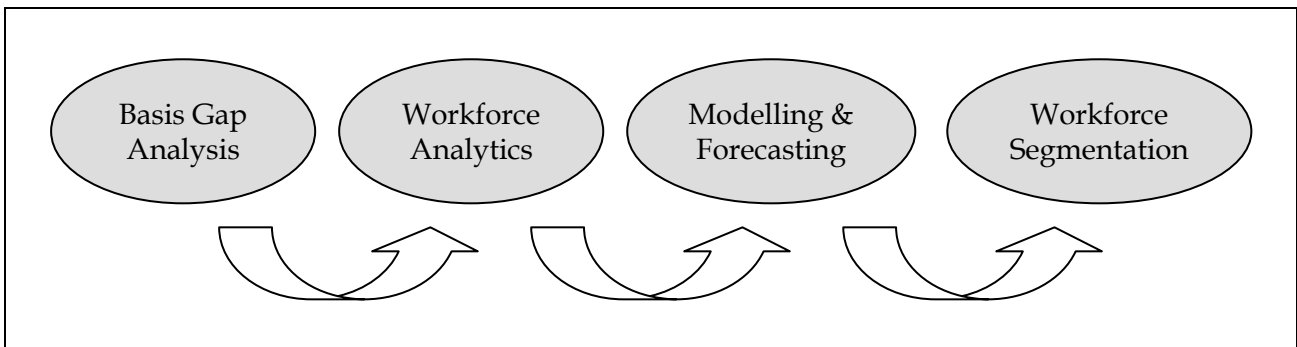 Basis Gap
Analysis
Workforce
Analytics
Modelling &
Forecasting
Workforce
Segmentation